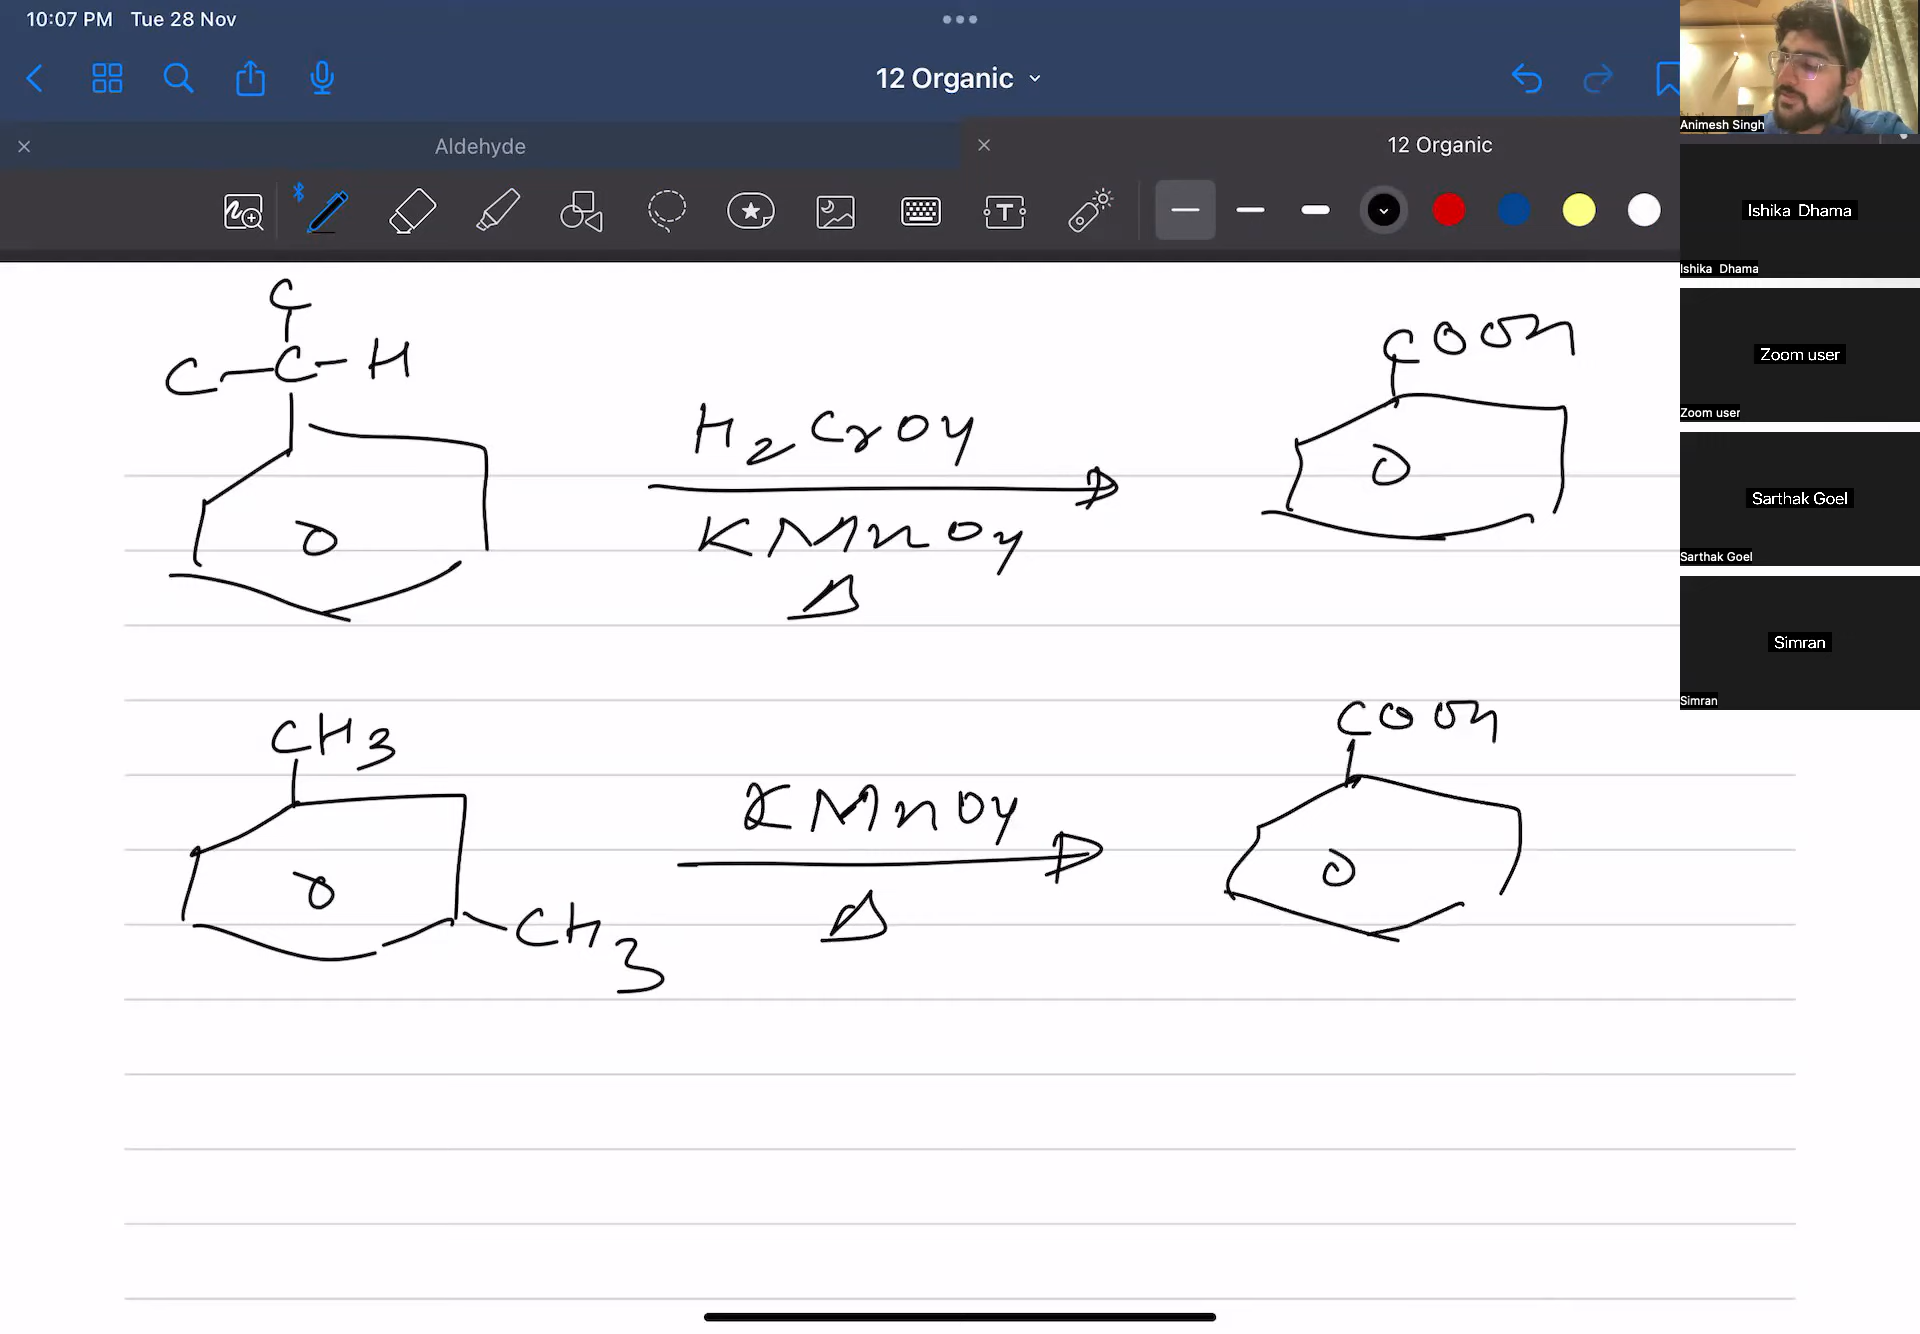 10:07 PM Tue 28 Nov
12 Organic
Aldehyde
12 Organic
T
Animesh Singh
Ishika Dhama
Ishika Dhama
Zoom user
Zoom user
Sarthak Goel
Sarthak Goel
Simran
Simran
C
C-C-H
H2CrO4
KMnO4
Δ
COOH
CH3
CH3
KMnO4
Δ
COOH